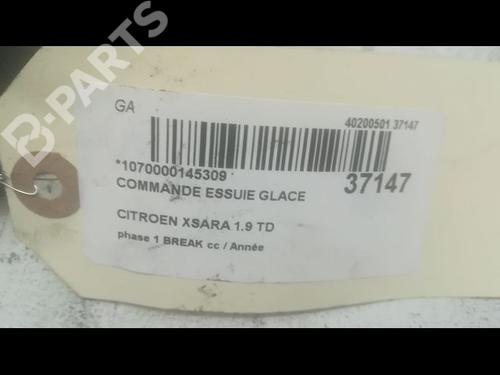 B-PARTS
GA
40200501 37147
*1070000145309
37147
COMMANDE ESSUIE GLACE
CITROEN XSARA 1.9 TD
phase 1 BREAK cc / Année